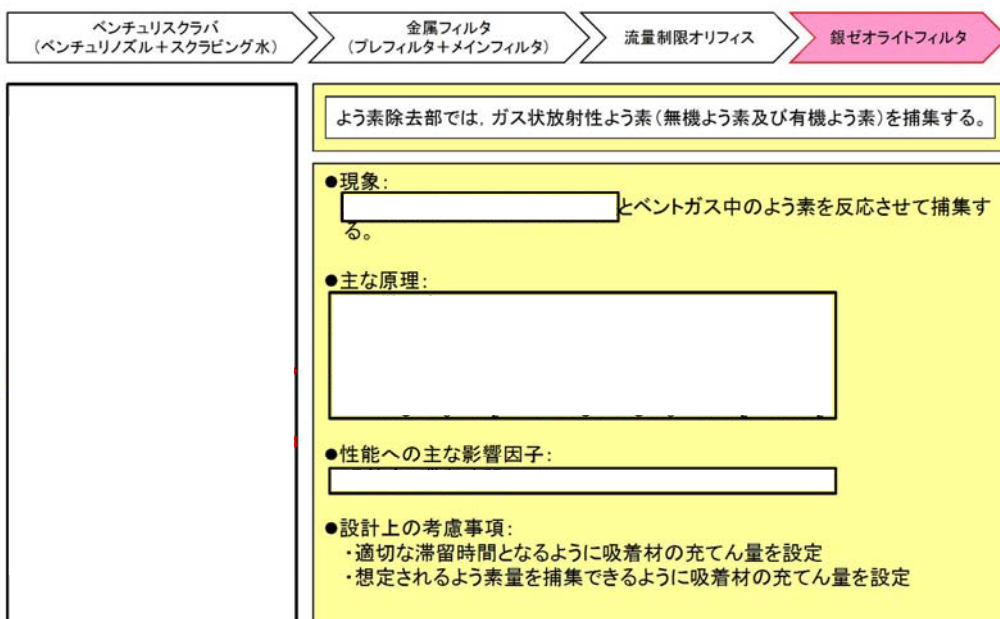 ベンチュリスクラバ
(ベンチュリノズル+スクラビング水)
金属フィルタ
(プレフィルタ+メインフィルタ)
流量制限オリフィス
銀ゼオライトフィルタ
よう素除去部では,ガス状放射性よう素(無機よう素及び有機よう素)を捕集する。
●現象:
とベントガス中のよう素を反応させて捕集す
る。
●主な原理:
●性能への主な影響因子:
●設計上の考慮事項:
・適切な滞留時間となるように吸着材の充てん量を設定
・想定されるよう素量を捕集できるように吸着材の充てん量を設定